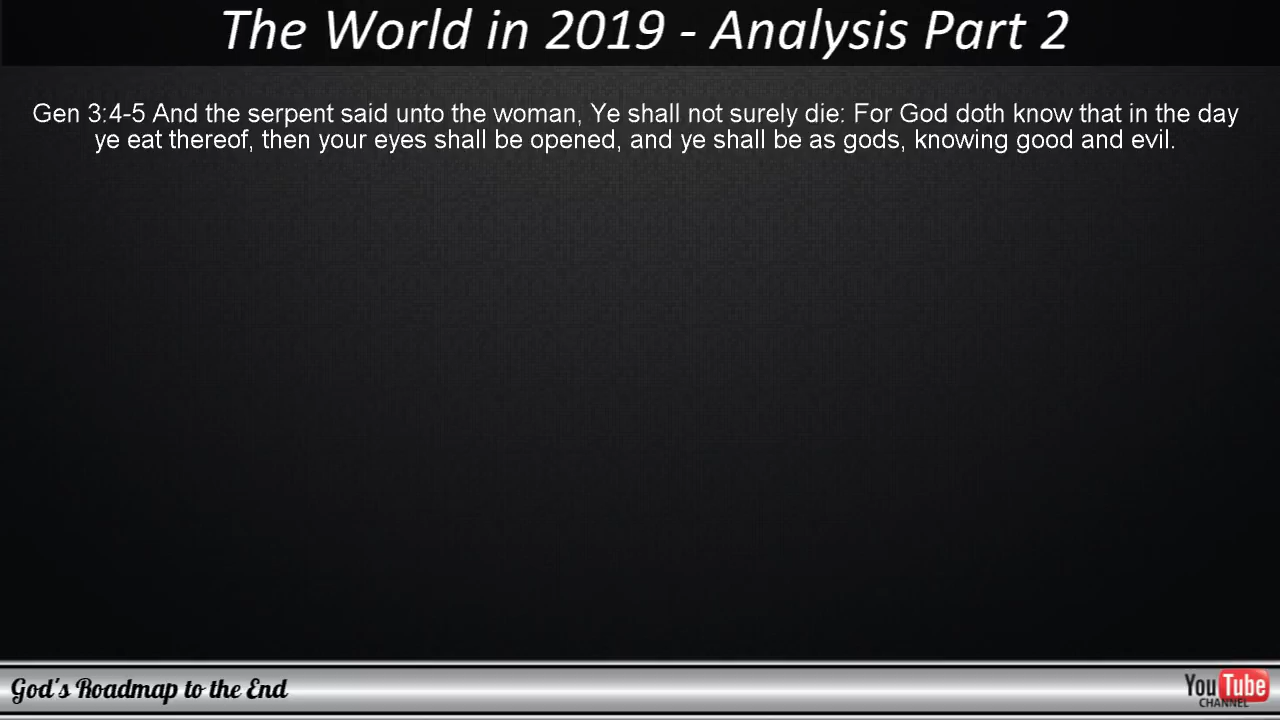 The World in 2019 - Analysis Part 2
Gen 3:4-5 And the serpent said unto the woman, Ye shall not surely die: For God doth know that in the day
ye eat thereof, then your eyes shall be opened, and ye shall be as gods, knowing good and evil.
God's Roadmap to the End
YouTube
CHANNEL